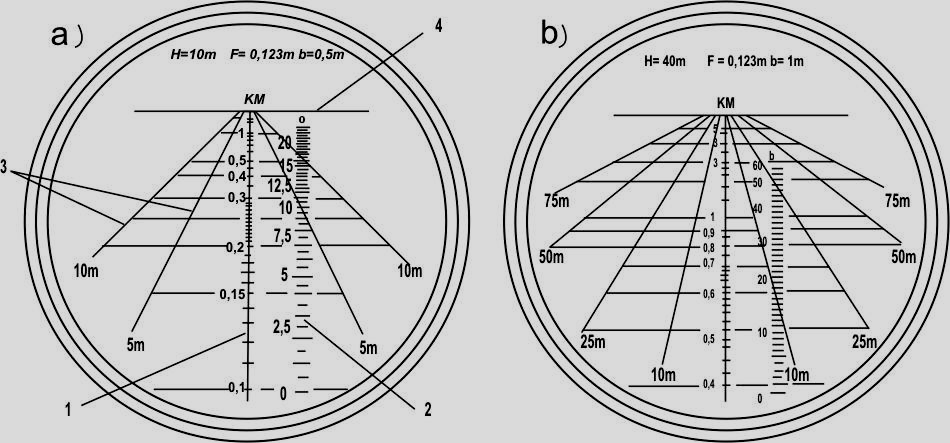 a)
4
H=10m F= 0,123m b=0,5m
KM
o
1
20
3
0,5
15
0,4
12,5
0,3
10
7,5
0,2
10m
10m
5
0,15
2,5
5m
5m
0,1
0
1
2
b)
H= 40m F = 0,123m b= 1m
KM
3
b
60
75m
75m
50
40
1
0,9
30
0,8
50m
50m
0,7
20
0,6
10
0,5
25m
25m
10m
10m
0,4
0